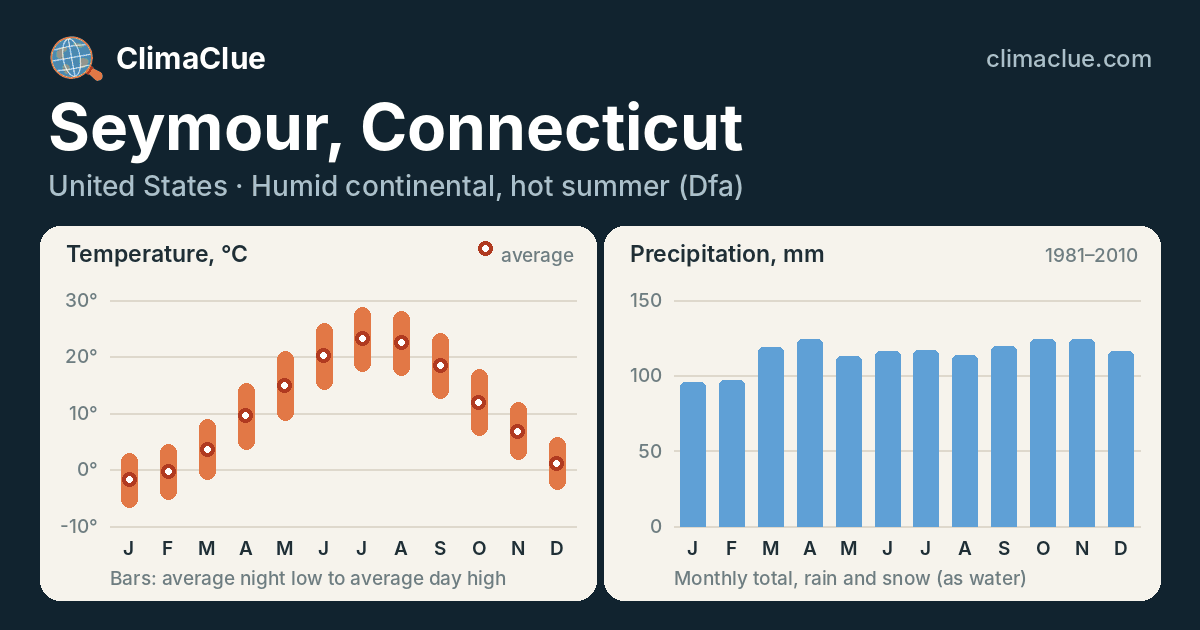 ClimaClue
climaclue.com
Seymour, Connecticut
United States · Humid continental, hot summer (Dfa)
Temperature, °C
average
30°
20°
10°
0°
-10°
J F M A M J J A S O N D
Bars: average night low to average day high
Precipitation, mm
1981–2010
150
100
50
0
J F M A M J J A S O N D
Monthly total, rain and snow (as water)